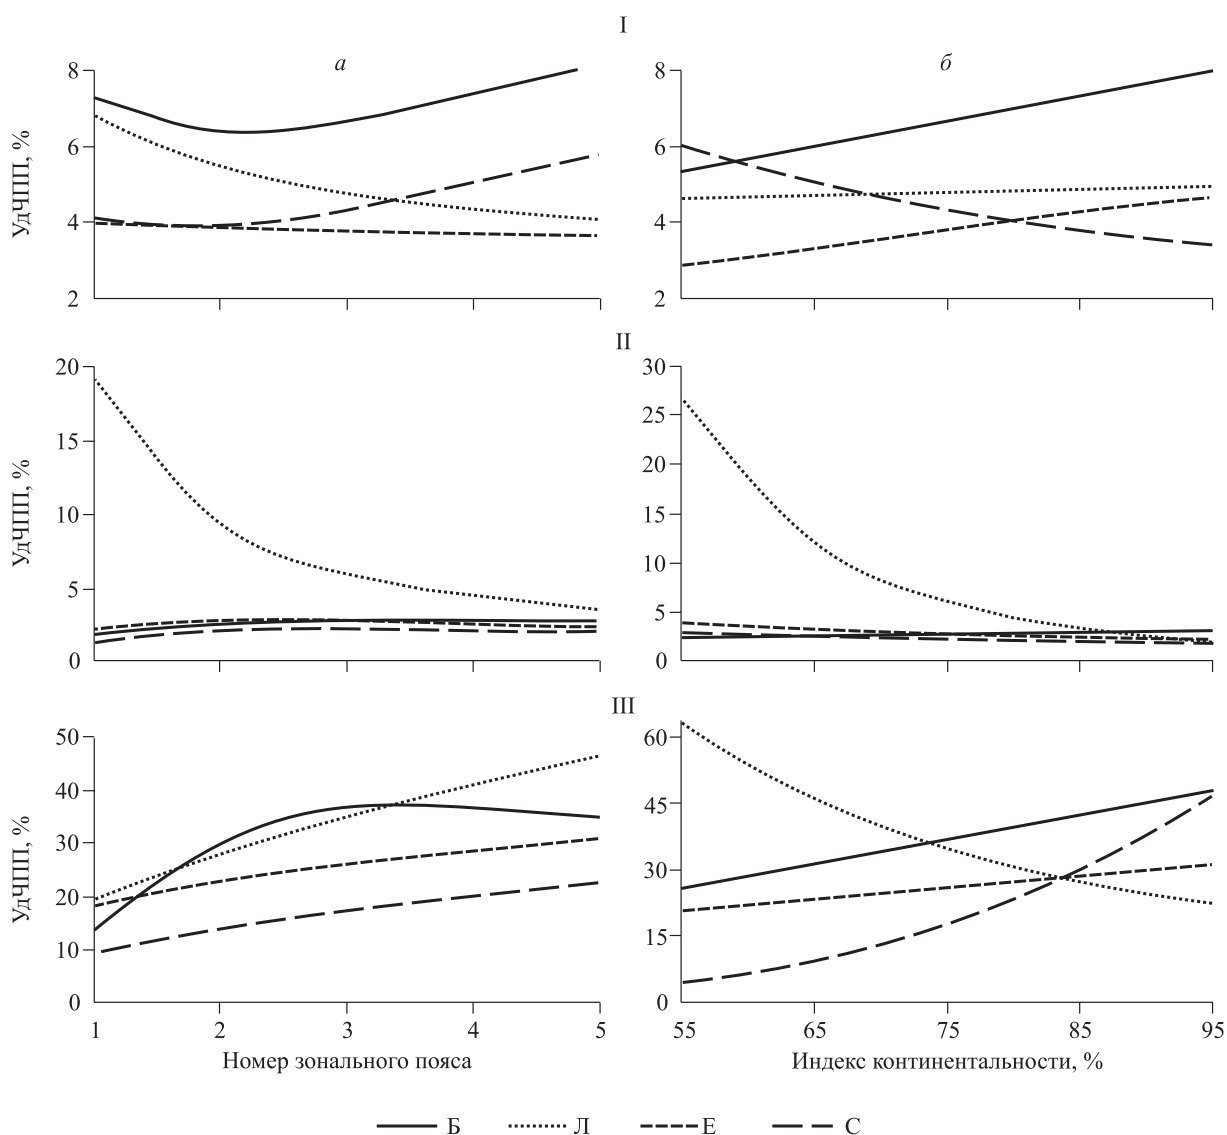 I
а
б
УдЧПП, %
8
6
4
2
8
6
4
2
II
УдЧПП, %
20
15
10
5
0
30
25
20
15
10
5
0
III
УдЧПП, %
50
40
30
20
10
0
60
45
30
15
0
1 2 3 4 5
55 65 75 85 95
Номер зонального пояса
Индекс континентальности, %
Б Л Е С